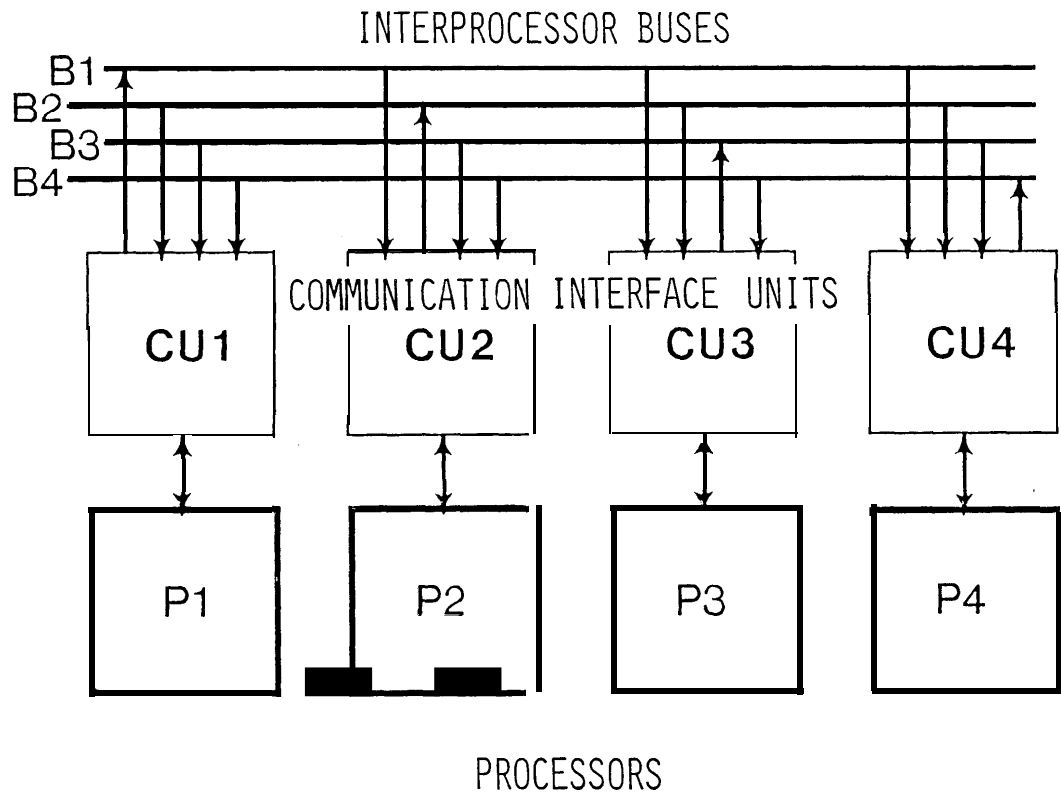 INTERPROCESSOR BUSES
B1
B2
B3
B4
COMMUNICATION INTERFACE UNITS
CU1 CU2 CU3 CU4
P1 P2 P3 P4
PROCESSORS